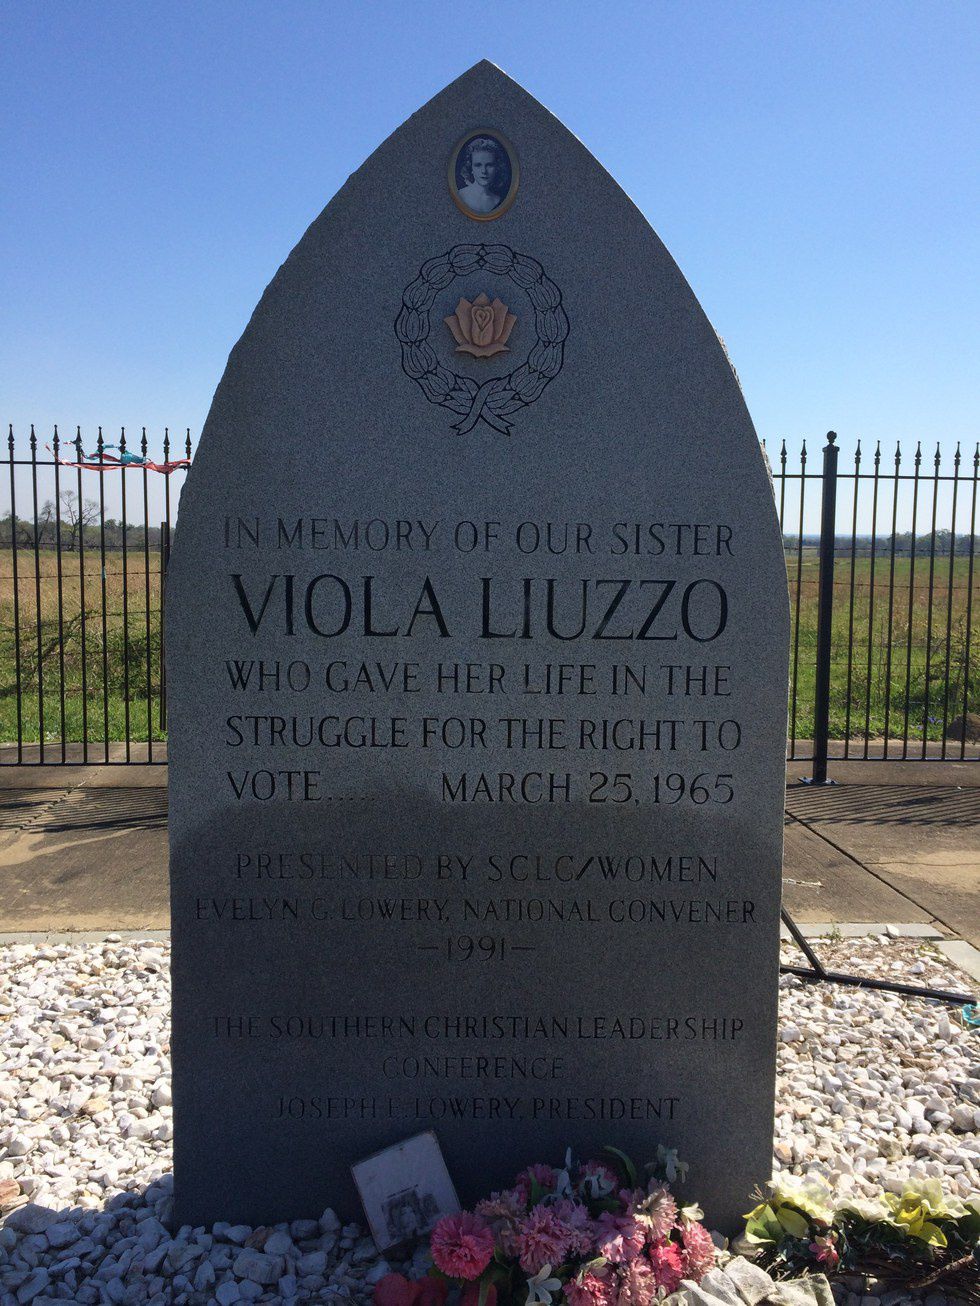 IN MEMORY OF OUR SISTER
VIOLA LIUZZO
WHO GAVE HER LIFE IN THE
STRUGGLE FOR THE RIGHT TO
VOTE..... MARCH 25, 1965
PRESENTED BY SCLC/WOMEN
EVELYN G. LOWERY, NATIONAL CONVENER
—1991—
THE SOUTHERN CHRISTIAN LEADERSHIP
CONFERENCE
JOSEPH E. LOWERY, PRESIDENT